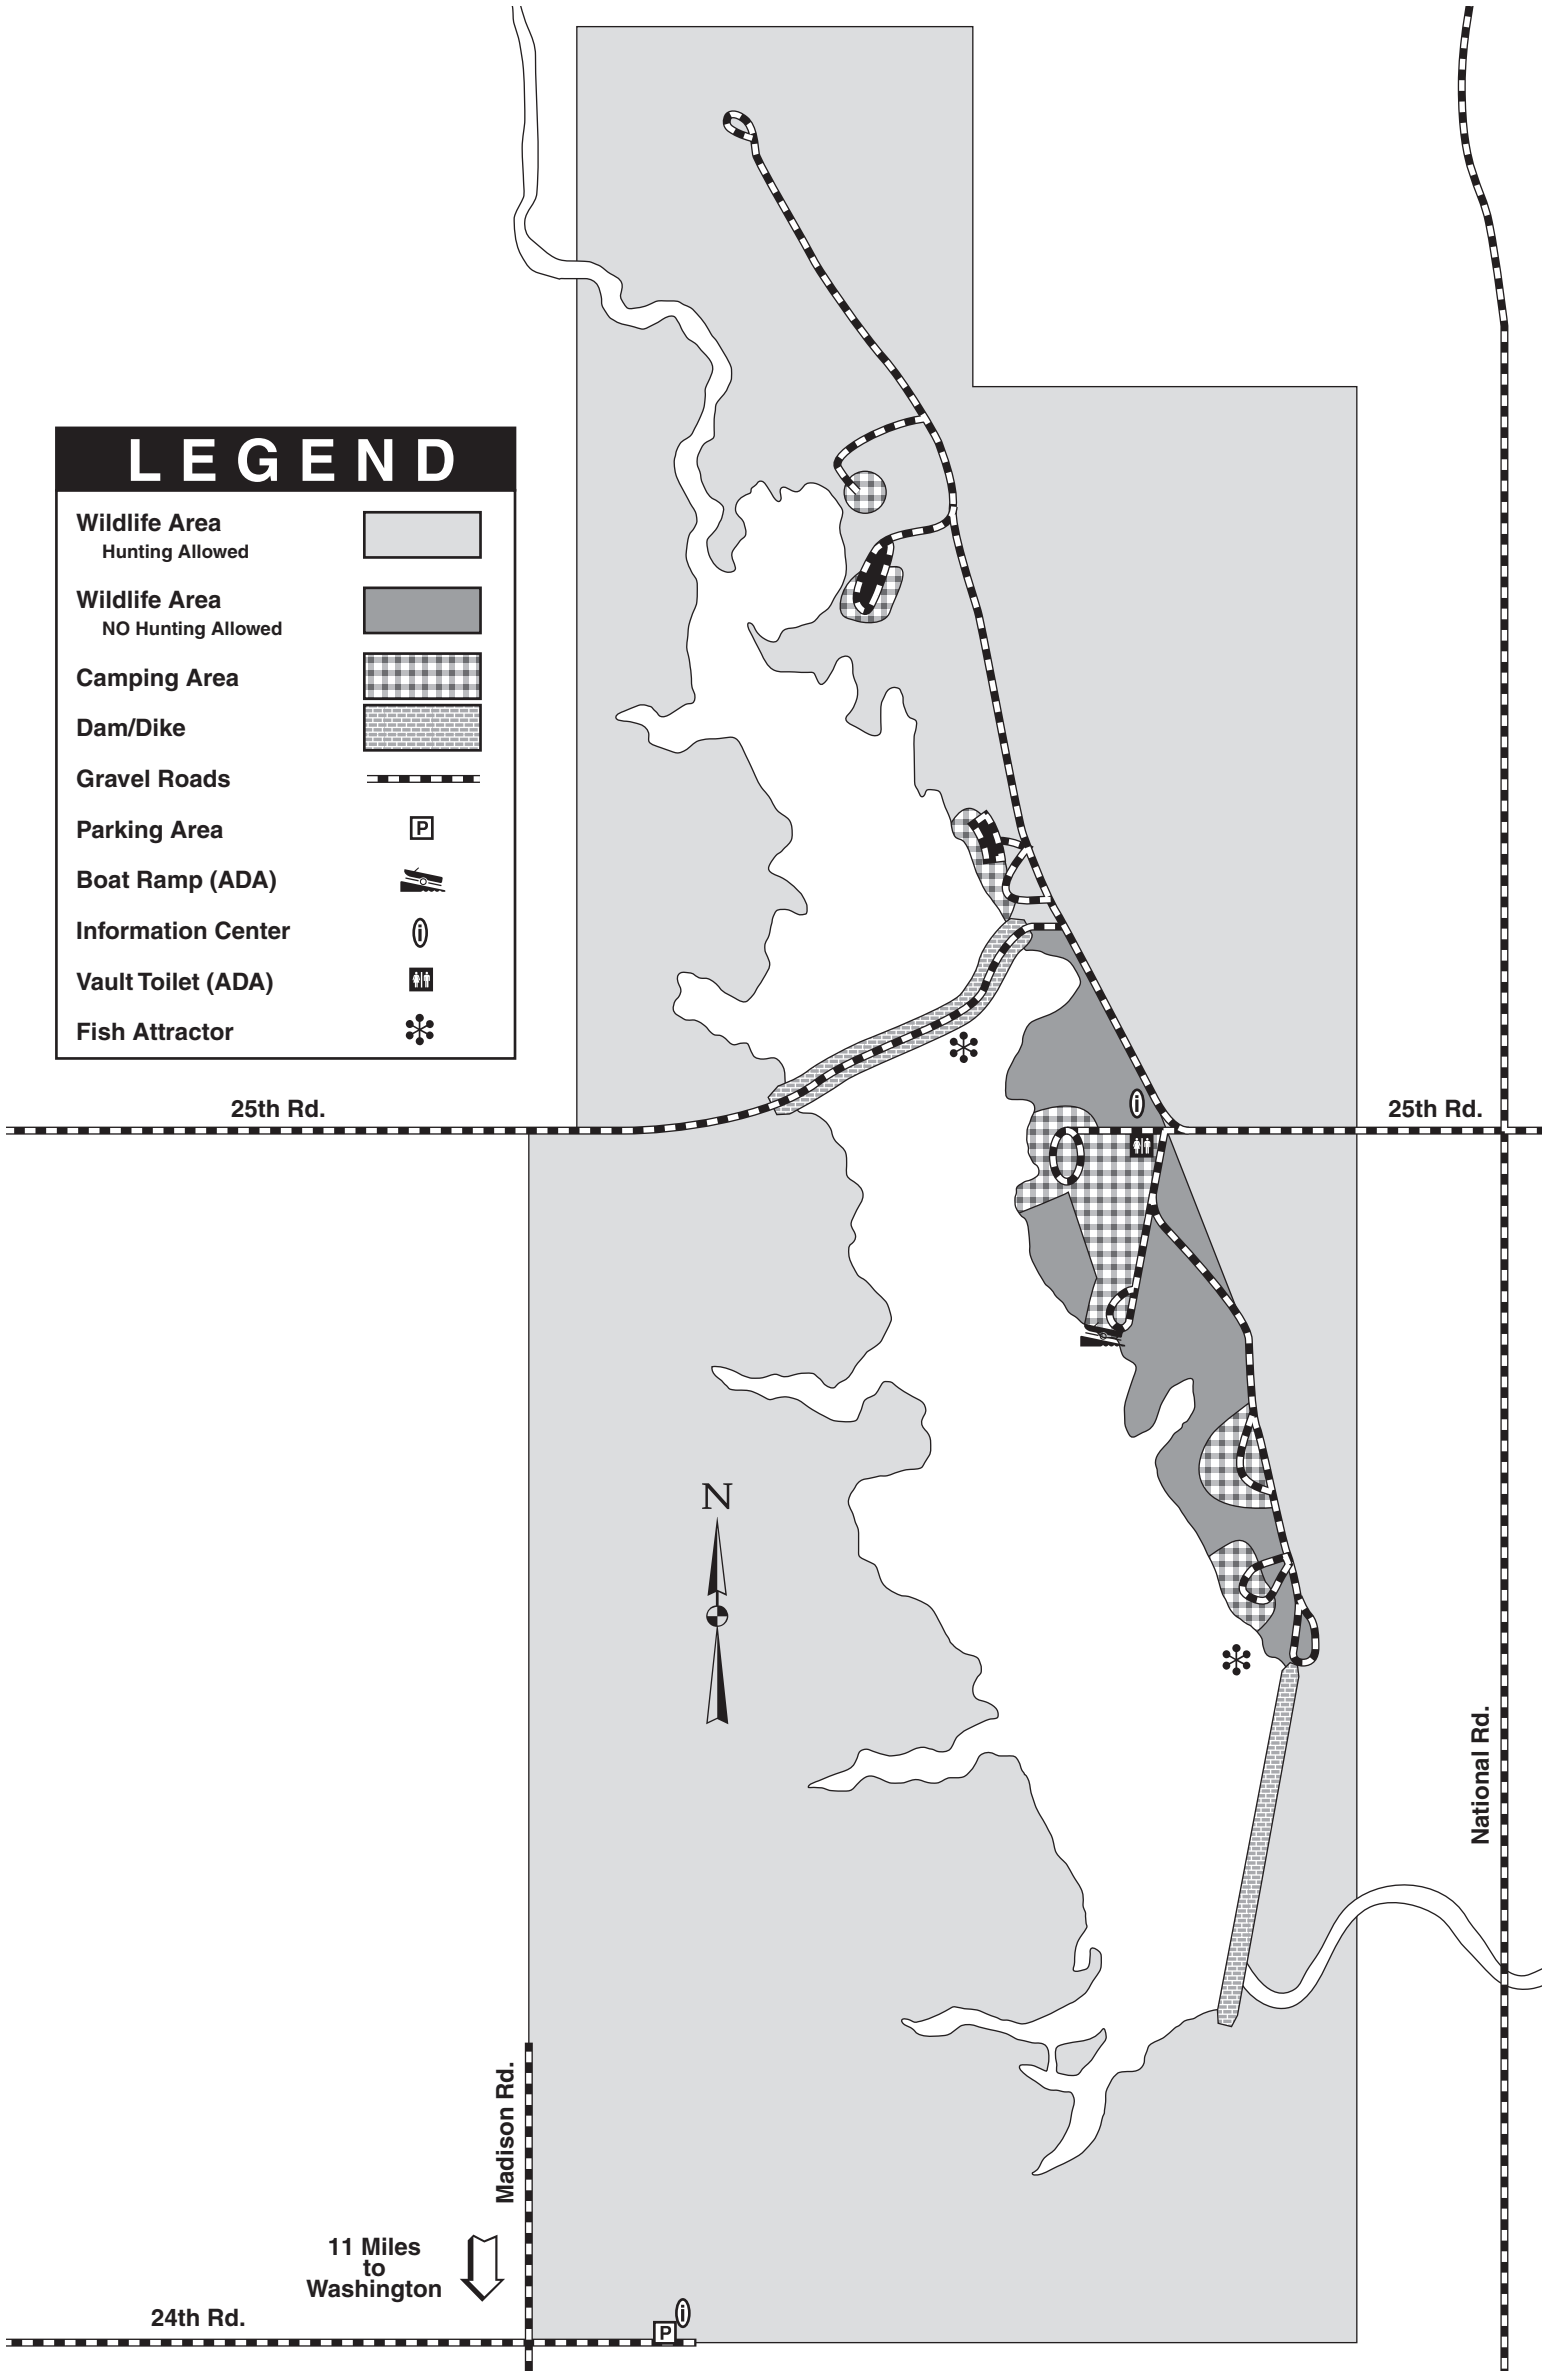 LEGEND
Wildlife Area
Hunting Allowed
Wildlife Area
NO Hunting Allowed
Camping Area
Dam/Dike
Gravel Roads
Parking Area
P
Boat Ramp (ADA)
Information Center
i
Vault Toilet (ADA)
Fish Attractor
25th Rd.
25th Rd.
i
N
National Rd.
Madison Rd.
11 Miles
to
Washington
24th Rd.
i
P